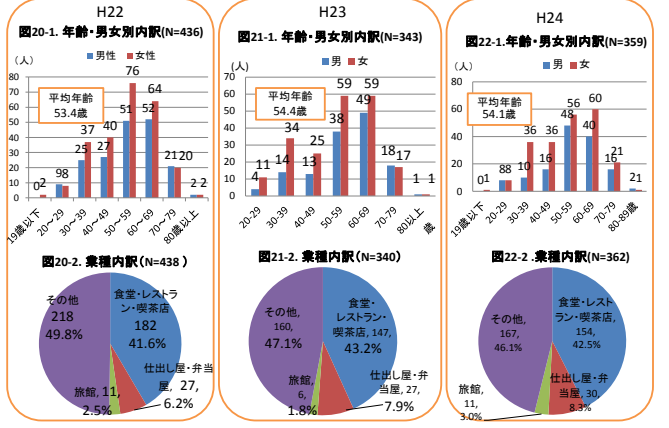 H22
図20-1. 年齢・男女別内訳(N=436)
(人)
■男性 ■女性
平均年齢
53.4歳
80
70
60
50
40
30
20
10
0
0 2
9 8
25 37
27 40
51 76
52 64
21 20
2 2
19歳以下
20～29
30～39
40～49
50～59
60～69
70～79
80歳以上
図20-2. 業種内訳(N=438 )
食堂・レストラ
ン・喫茶店
182
41.6%
仕出し屋・弁当
屋, 27,
6.2%
旅館, 11,
2.5%
その他
218
49.8%
H23
図21-1. 年齢・男女別内訳(N=343)
(人)
■男 ■女
平均年齢
54.4歳
70
60
50
40
30
20
10
0
4 11
14 34
13 25
38 59
49 59
18 17
1 1
20-29
30-39
40-49
50-59
60-69
70-79
歳
図21-2. 業種内訳(N=340)
食堂・レストラ
ン・喫茶店, 147,
43.2%
仕出し屋・弁
当屋, 27,
7.9%
旅館,
6,
1.8%
その他,
160,
47.1%
H24
図22-1.年齢・男女別内訳(N=359)
(人)
■男 ■女
平均年齢
54.1歳
80
60
40
20
0
0 1
8 8
10 36
16 36
48 56
40 60
16 21
2 1
19歳以下
20-29
30-39
40-49
50-59
60-69
70-79
80-89歳
図22-2 .業種内訳(N=362)
食堂・レスト
ラン・喫茶店,
154,
42.5%
仕出し屋・弁
当屋, 30,
8.3%
旅館,
11,
3.0%
その他,
167,
46.1%